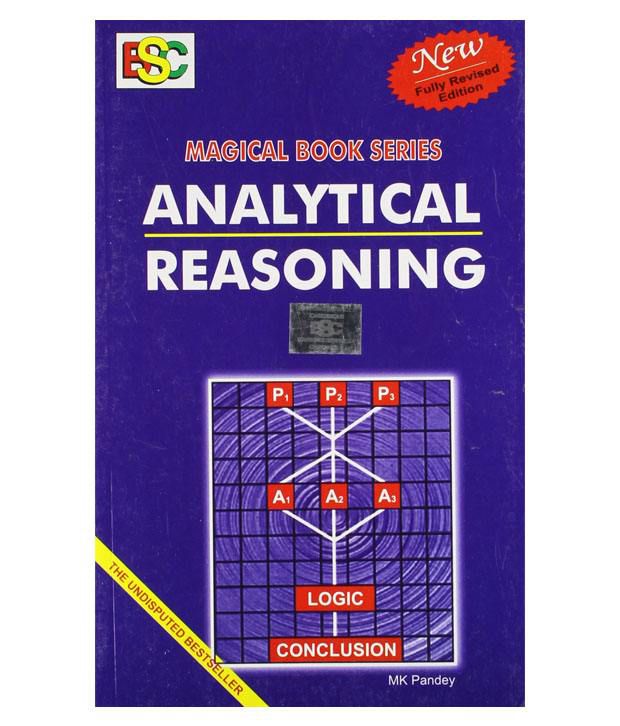 BSC
New
Fully Revised
Edition
MAGICAL BOOK SERIES
ANALYTICAL
REASONING
BSC
P₁ P₂ P₃
A₁ A₂ A₃
LOGIC
CONCLUSION
THE UNDISPUTED BESTSELLER
MK Pandey